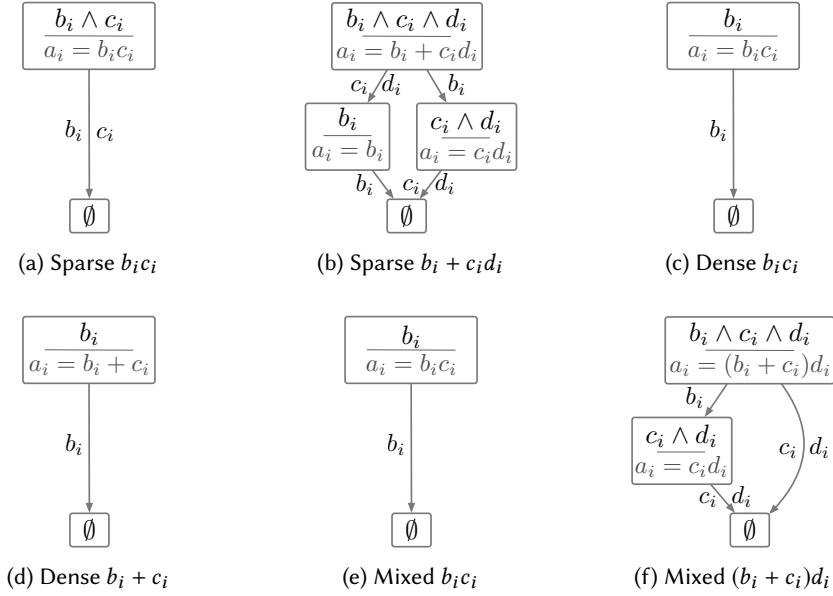 b_i ∧ c_i
a_i = b_i c_i
b_i c_i
∅
(a) Sparse b_i c_i
b_i ∧ c_i ∧ d_i
a_i = b_i + c_i d_i
c_i d_i b_i
b_i
a_i = b_i
c_i ∧ d_i
a_i = c_i d_i
b_i c_i d_i
∅
(b) Sparse b_i + c_i d_i
b_i
a_i = b_i c_i
b_i
∅
(c) Dense b_i c_i
b_i
a_i = b_i + c_i
b_i
∅
(d) Dense b_i + c_i
b_i
a_i = b_i c_i
b_i
∅
(e) Mixed b_i c_i
b_i ∧ c_i ∧ d_i
a_i = (b_i + c_i)d_i
b_i
c_i ∧ d_i
a_i = c_i d_i
c_i d_i
c_i d_i
∅
(f) Mixed (b_i + c_i)d_i